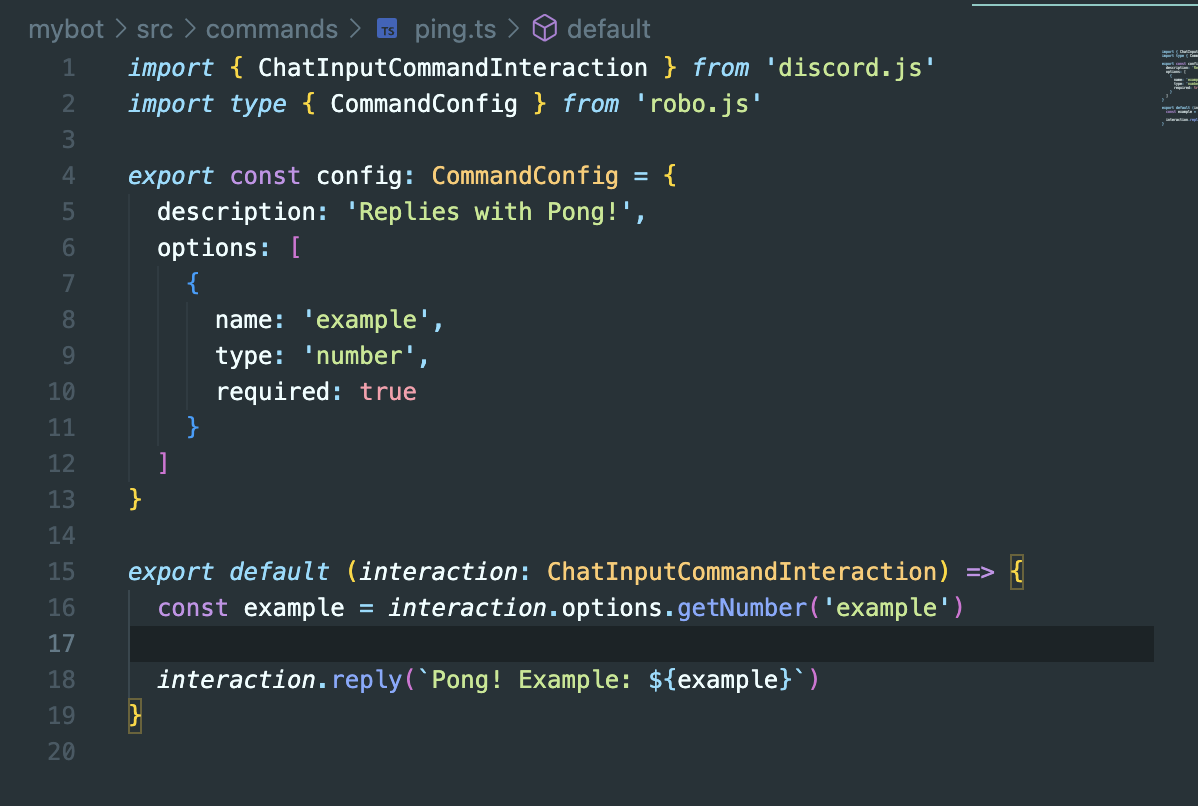 mybot > src > commands > TS ping.ts > default
1 import { ChatInputCommandInteraction } from 'discord.js'
2 import type { CommandConfig } from 'robo.js'
3
4 export const config: CommandConfig = {
5   description: 'Replies with Pong!',
6   options: [
7     {
8       name: 'example',
9       type: 'number',
10       required: true
11     }
12   ]
13 }
14
15 export default (interaction: ChatInputCommandInteraction) => {
16   const example = interaction.options.getNumber('example')
17
18   interaction.reply(`Pong! Example: ${example}`)
19 }
20